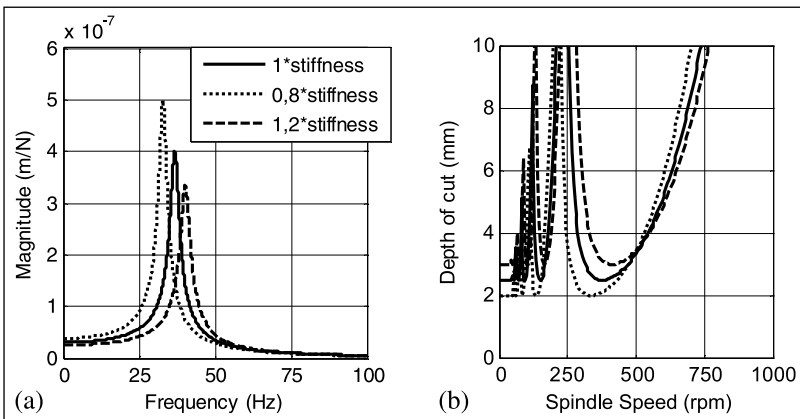 x 10⁻⁷
6
5
4
3
2
1
0
Magnitude (m/N)
1*stiffness
0,8*stiffness
1,2*stiffness
0 25 50 75 100
Frequency (Hz)
(a)
10
8
6
4
2
0
Depth of cut (mm)
0 250 500 750 1000
Spindle Speed (rpm)
(b)